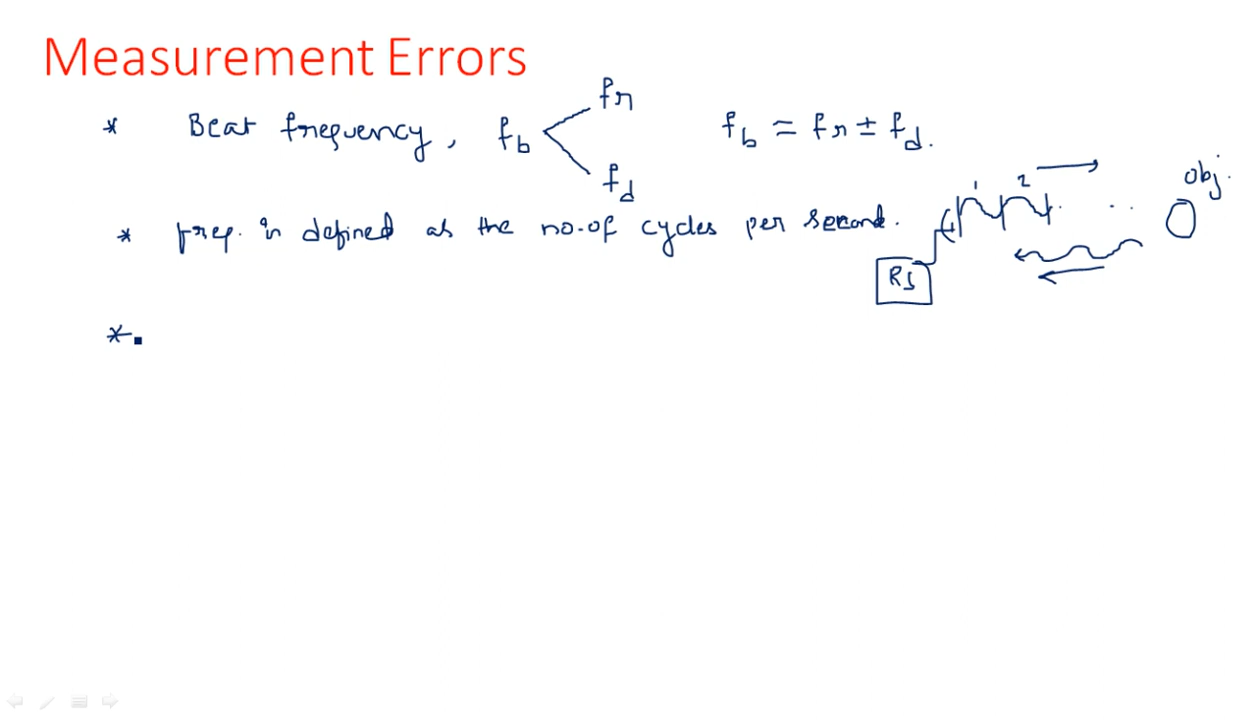 Measurement Errors
* Beat frequency, fb fr fd fb = fr ± fd.
* freq. is defined as the no. of cycles per second.
1 2 obj.
RS
*